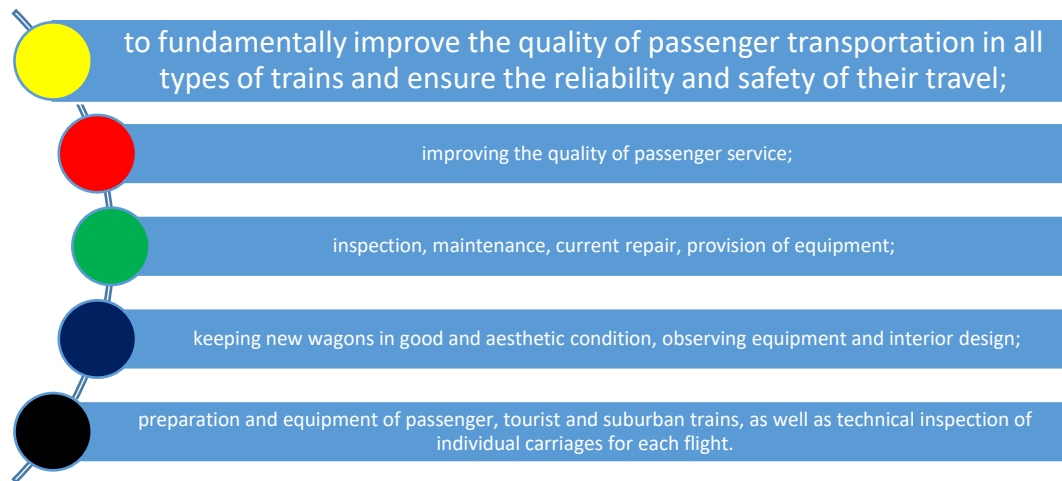 to fundamentally improve the quality of passenger transportation in all
types of trains and ensure the reliability and safety of their travel;
improving the quality of passenger service;
inspection, maintenance, current repair, provision of equipment;
keeping new wagons in good and aesthetic condition, observing equipment and interior design;
preparation and equipment of passenger, tourist and suburban trains, as well as technical inspection of
individual carriages for each flight.